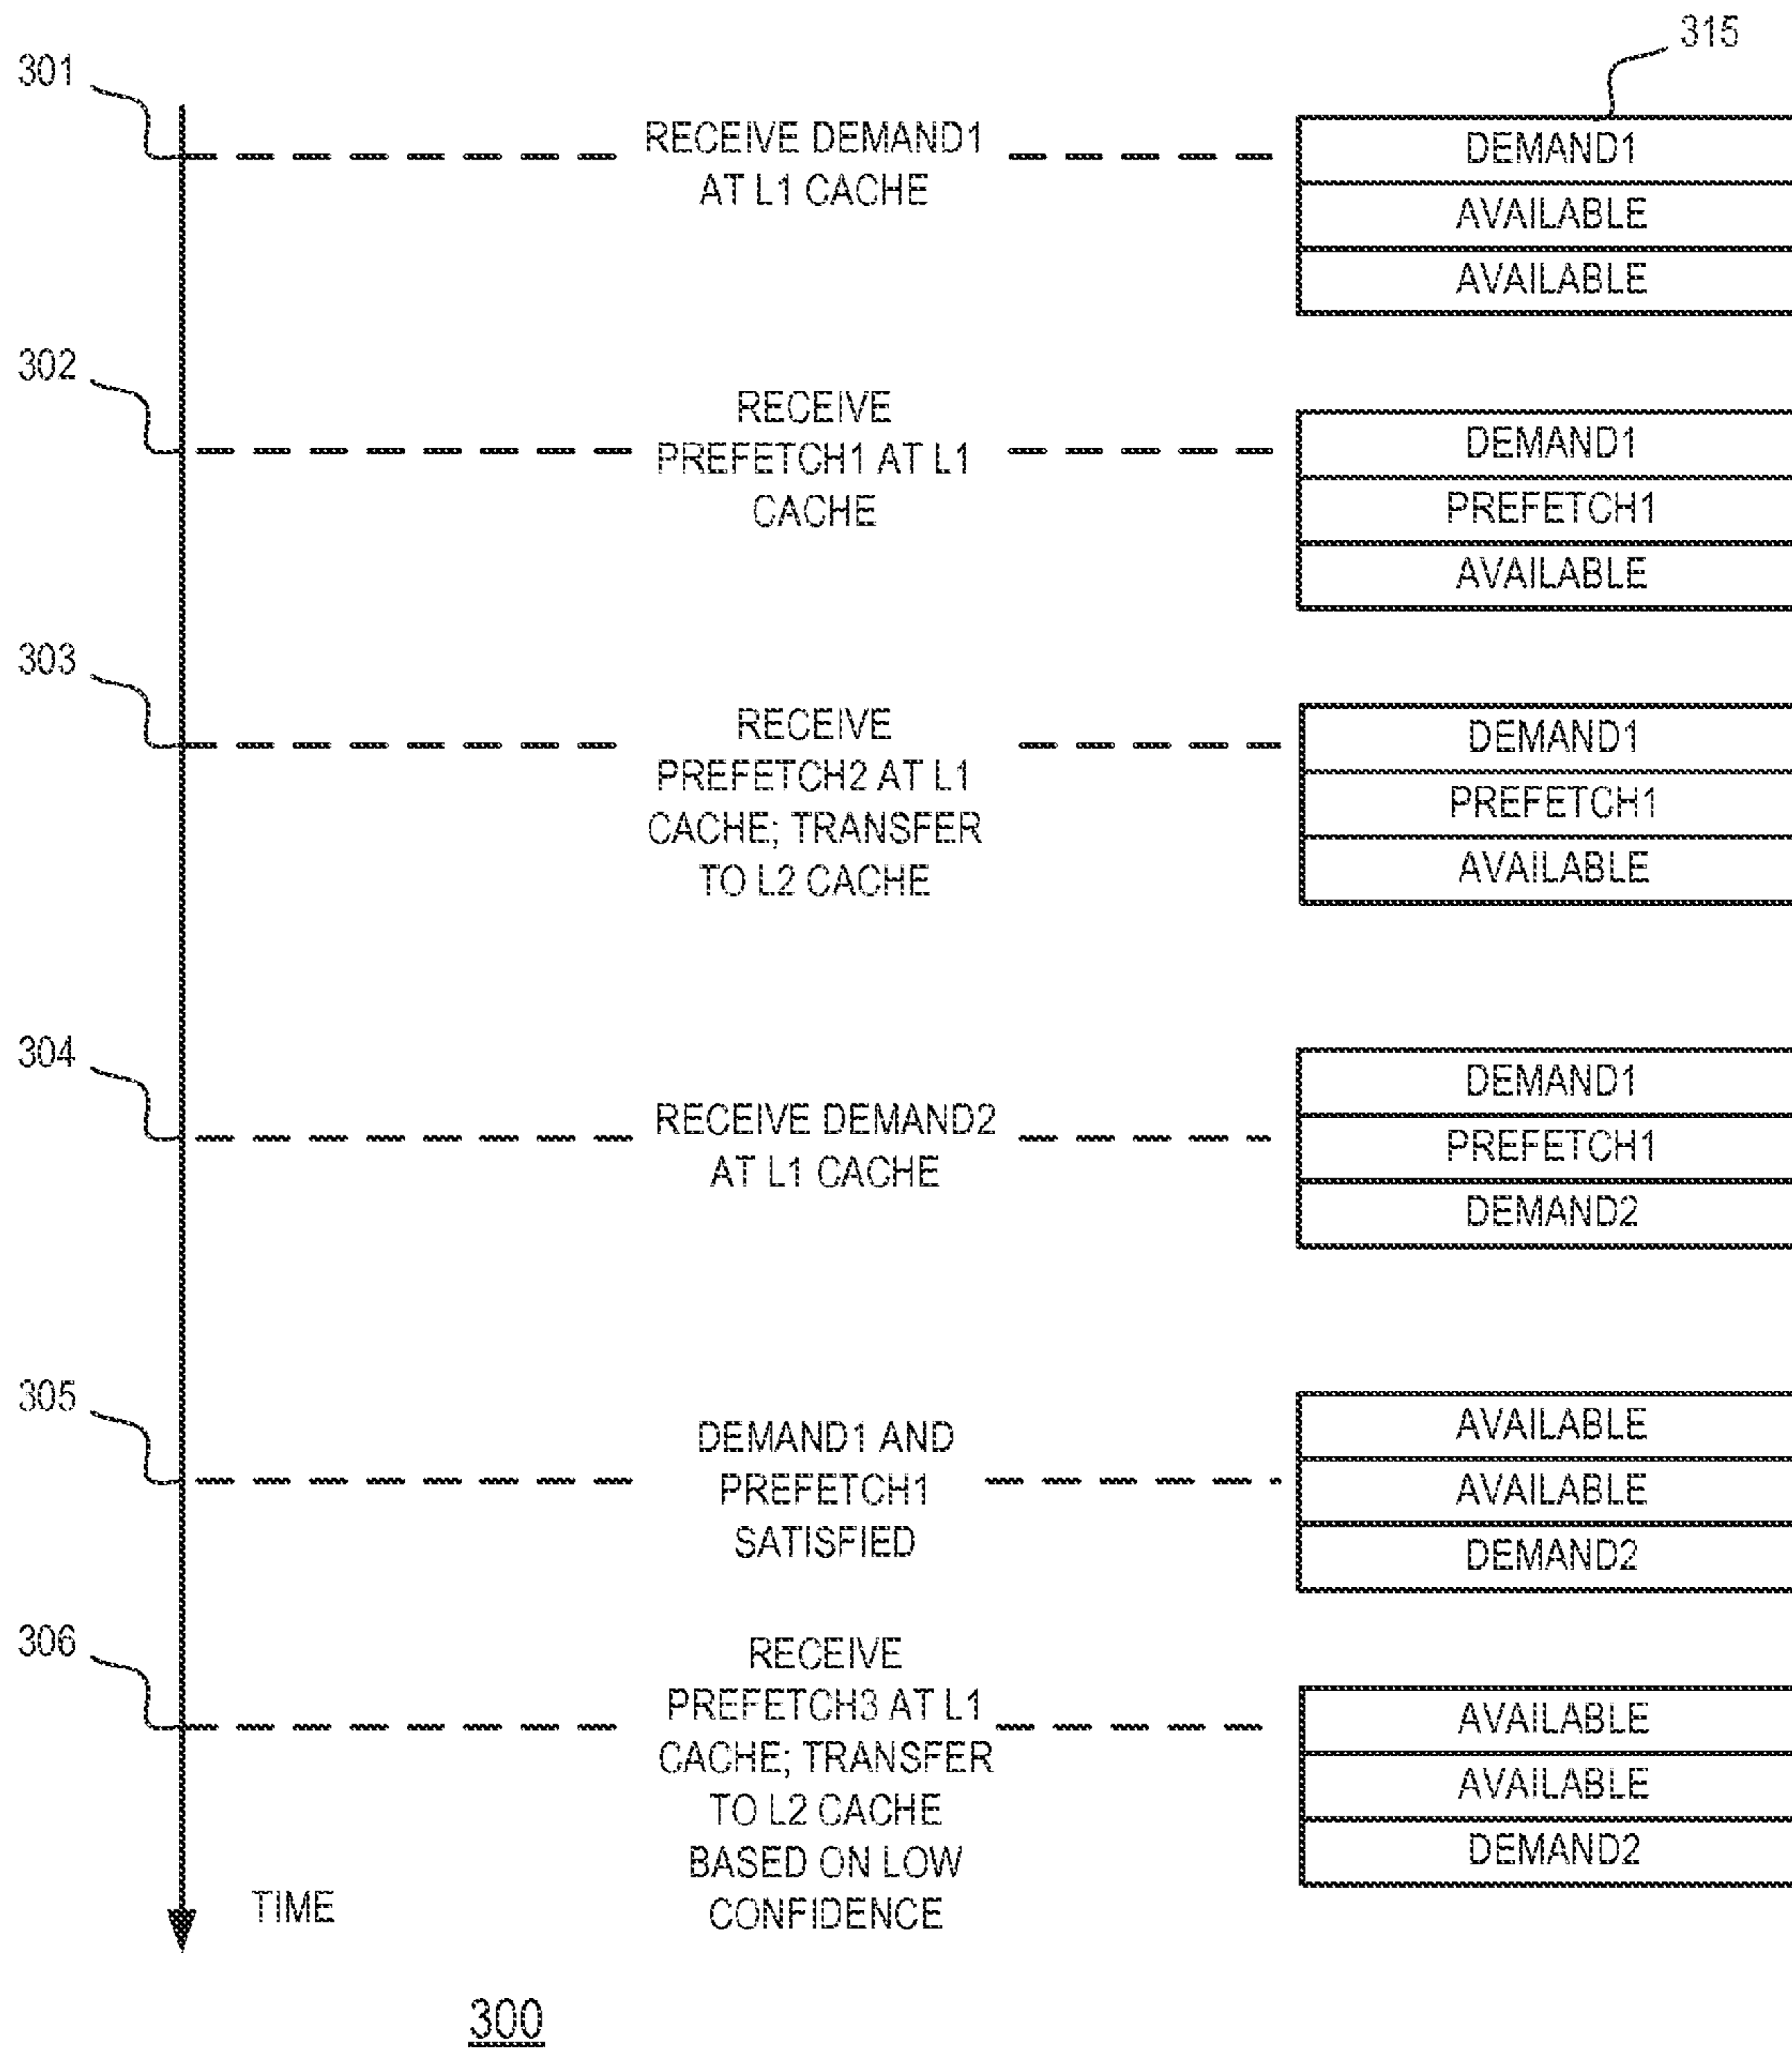 315
301
RECEIVE DEMAND1
AT L1 CACHE
DEMAND1
AVAILABLE
AVAILABLE
302
RECEIVE
PREFETCH1 AT L1
CACHE
DEMAND1
PREFETCH1
AVAILABLE
303
RECEIVE
PREFETCH2 AT L1
CACHE; TRANSFER
TO L2 CACHE
DEMAND1
PREFETCH1
AVAILABLE
304
RECEIVE DEMAND2
AT L1 CACHE
DEMAND1
PREFETCH1
DEMAND2
305
DEMAND1 AND
PREFETCH1
SATISFIED
AVAILABLE
AVAILABLE
DEMAND2
306
RECEIVE
PREFETCH3 AT L1
CACHE; TRANSFER
TO L2 CACHE
BASED ON LOW
CONFIDENCE
AVAILABLE
AVAILABLE
DEMAND2
TIME
300